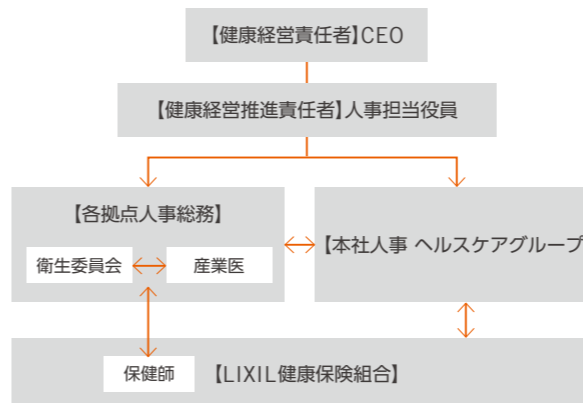 【健康経営責任者】CEO
【健康経営推進責任者】人事担当役員
【各拠点人事総務】
衛生委員会
産業医
【本社人事 ヘルスケアグループ
保健師
【LIXIL健康保険組合】